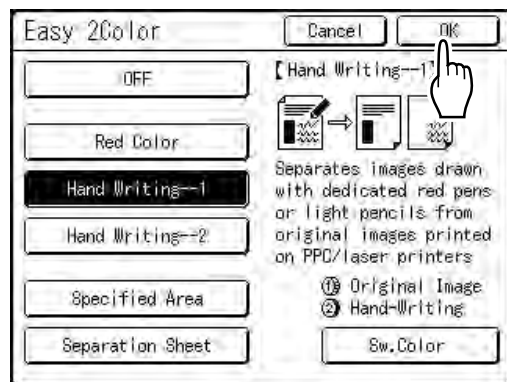 Easy 2Color
Cancel
OK
OFF
Red Color
Hand Writing--1
Hand Writing--2
Specified Area
Separation Sheet
【Hand Writing--1】
Separates images drawn
with dedicated red pens
or light pencils from
original images printed
on PPC/laser printers
① Original Image
② Hand-Writing
Sw.Color